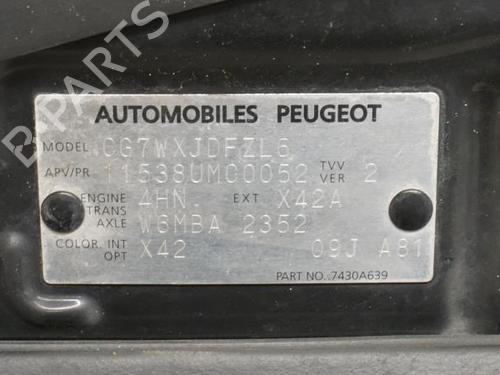 B-PARTS
AUTOMOBILES PEUGEOT
MODEL CG7WXJDFZL6
APV/PR 11538UM00052 TVV VER 2
ENGINE 4HN. EXT X42A
TRANS AXLE W6MBA 2352
COLOR. INT OPT X42 09J A81
PART NO.:7430A639